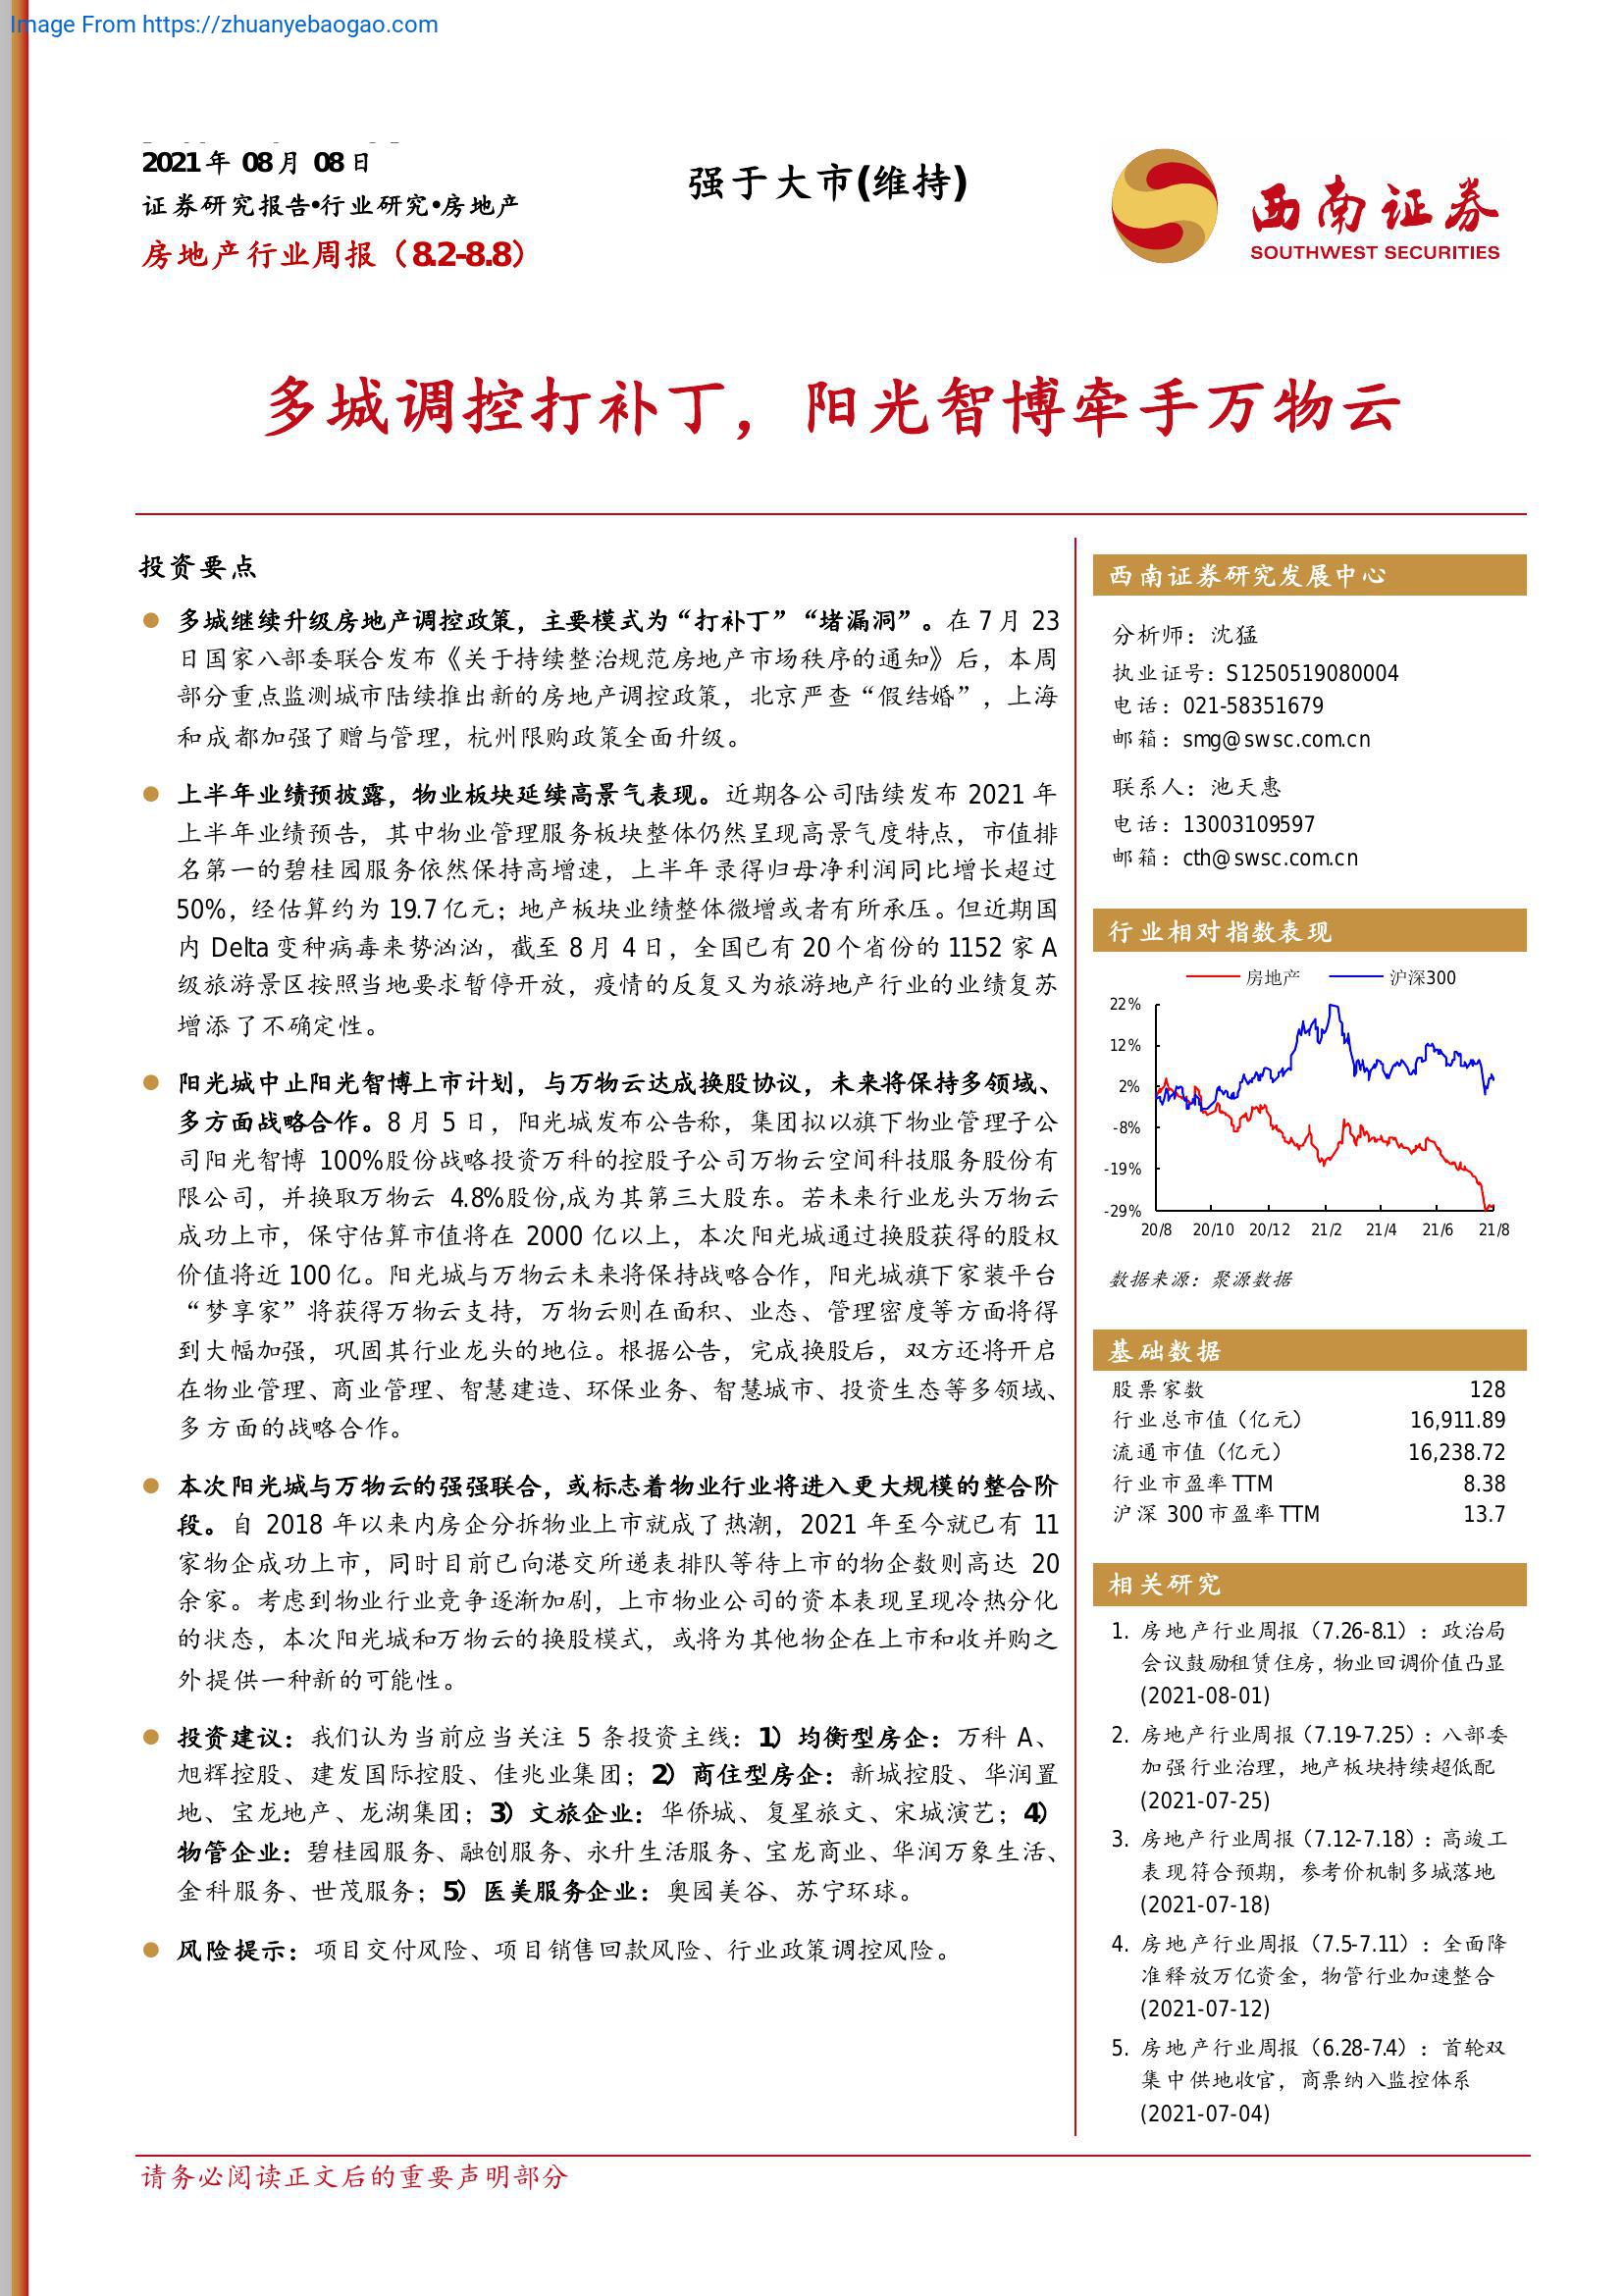 Image From https://zhuanyebaogao.com
2021年 08月 08日
证券研究报告•行业研究•房地产
房地产行业周报（8.2-8.8）
强于大市(维持)
西南证券
SOUTHWEST SECURITIES
多城调控打补丁，阳光智博牵手万物云
投资要点
多城继续升级房地产调控政策，主要模式为“打补丁”“堵漏洞”。在 7 月 23
日国家八部委联合发布《关于持续整治规范房地产市场秩序的通知》后，本周
部分重点监测城市陆续推出新的房地产调控政策，北京严查“假结婚”，上海
和成都加强了赠与管理，杭州限购政策全面升级。
上半年业绩预披露，物业板块延续高景气表现。近期各公司陆续发布 2021 年
上半年业绩预告，其中物业管理服务板块整体仍然呈现高景气度特点，市值排
名第一的碧桂园服务依然保持高增速，上半年录得归母净利润同比增长超过
50%，经估算约为 19.7 亿元；地产板块业绩整体微增或者有所承压。但近期国
内 Delta 变种病毒来势汹汹，截至 8 月 4 日，全国已有 20 个省份的 1152 家 A
级旅游景区按照当地要求暂停开放，疫情的反复又为旅游地产行业的业绩复苏
增添了不确定性。
阳光城中止阳光智博上市计划，与万物云达成换股协议，未来将保持多领域、
多方面战略合作。8 月 5 日，阳光城发布公告称，集团拟以旗下物业管理子公
司阳光智博 100%股份战略投资万科的控股子公司万物云空间科技服务股份有
限公司，并换取万物云 4.8%股份,成为其第三大股东。若未来行业龙头万物云
成功上市，保守估算市值将在 2000 亿以上，本次阳光城通过换股获得的股权
价值将近 100 亿。阳光城与万物云未来将保持战略合作，阳光城旗下家装平台
“梦享家”将获得万物云支持，万物云则在面积、业态、管理密度等方面将得
到大幅加强，巩固其行业龙头的地位。根据公告，完成换股后，双方还将开启
在物业管理、商业管理、智慧建造、环保业务、智慧城市、投资生态等多领域、
多方面的战略合作。
本次阳光城与万物云的强强联合，或标志着物业行业将进入更大规模的整合阶
段。自 2018 年以来内房企分拆物业上市就成了热潮，2021 年至今就已有 11
家物企成功上市，同时目前已向港交所递表排队等待上市的物企数则高达 20
余家。考虑到物业行业竞争逐渐加剧，上市物业公司的资本表现呈现冷热分化
的状态，本次阳光城和万物云的换股模式，或将为其他物企在上市和收并购之
外提供一种新的可能性。
投资建议：我们认为当前应当关注 5 条投资主线：1）均衡型房企：万科 A、
旭辉控股、建发国际控股、佳兆业集团；2）商住型房企：新城控股、华润置
地、宝龙地产、龙湖集团；3）文旅企业：华侨城、复星旅文、宋城演艺；4）
物管企业：碧桂园服务、融创服务、永升生活服务、宝龙商业、华润万象生活、
金科服务、世茂服务；5）医美服务企业：奥园美谷、苏宁环球。
风险提示：项目交付风险、项目销售回款风险、行业政策调控风险。
西南证券研究发展中心
分析师：沈猛
执业证号：S1250519080004
电话：021-58351679
邮箱：smg@swsc.com.cn
联系人：池天惠
电话：13003109597
邮箱：cth@swsc.com.cn
行业相对指数表现
房地产 沪深300
22%
12%
2%
-8%
-19%
-29%
20/8 20/10 20/12 21/2 21/4 21/6 21/8
数据来源：聚源数据
基础数据
股票家数 128
行业总市值（亿元） 16,911.89
流通市值（亿元） 16,238.72
行业市盈率 TTM 8.38
沪深 300 市盈率 TTM 13.7
相关研究
1. 房地产行业周报（7.26-8.1）：政治局
会议鼓励租赁住房，物业回调价值凸显
(2021-08-01)
2. 房地产行业周报（7.19-7.25）：八部委
加强行业治理，地产板块持续超低配
(2021-07-25)
3. 房地产行业周报（7.12-7.18）：高竣工
表现符合预期，参考价机制多城落地
(2021-07-18)
4. 房地产行业周报（7.5-7.11）：全面降
准释放万亿资金，物管行业加速整合
(2021-07-12)
5. 房地产行业周报（6.28-7.4）：首轮双
集中供地收官，商票纳入监控体系
(2021-07-04)
请务必阅读正文后的重要声明部分